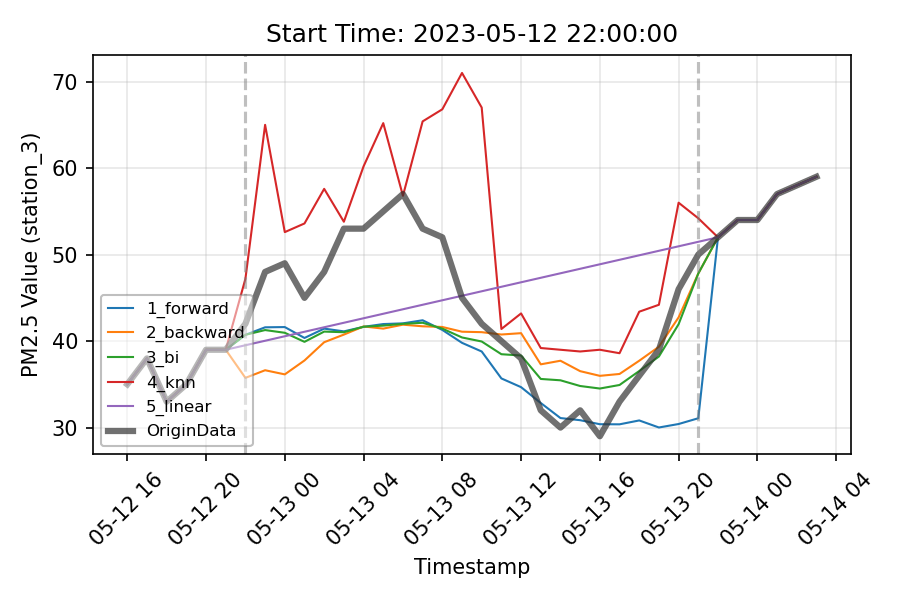 Start Time: 2023-05-12 22:00:00
PM2.5 Value (station_3)
70
60
50
40
30
1_forward
2_backward
3_bi
4_knn
5_linear
OriginData
05-12 16
05-12 20
05-13 00
05-13 04
05-13 08
05-13 12
05-13 16
05-13 20
05-14 00
05-14 04
Timestamp